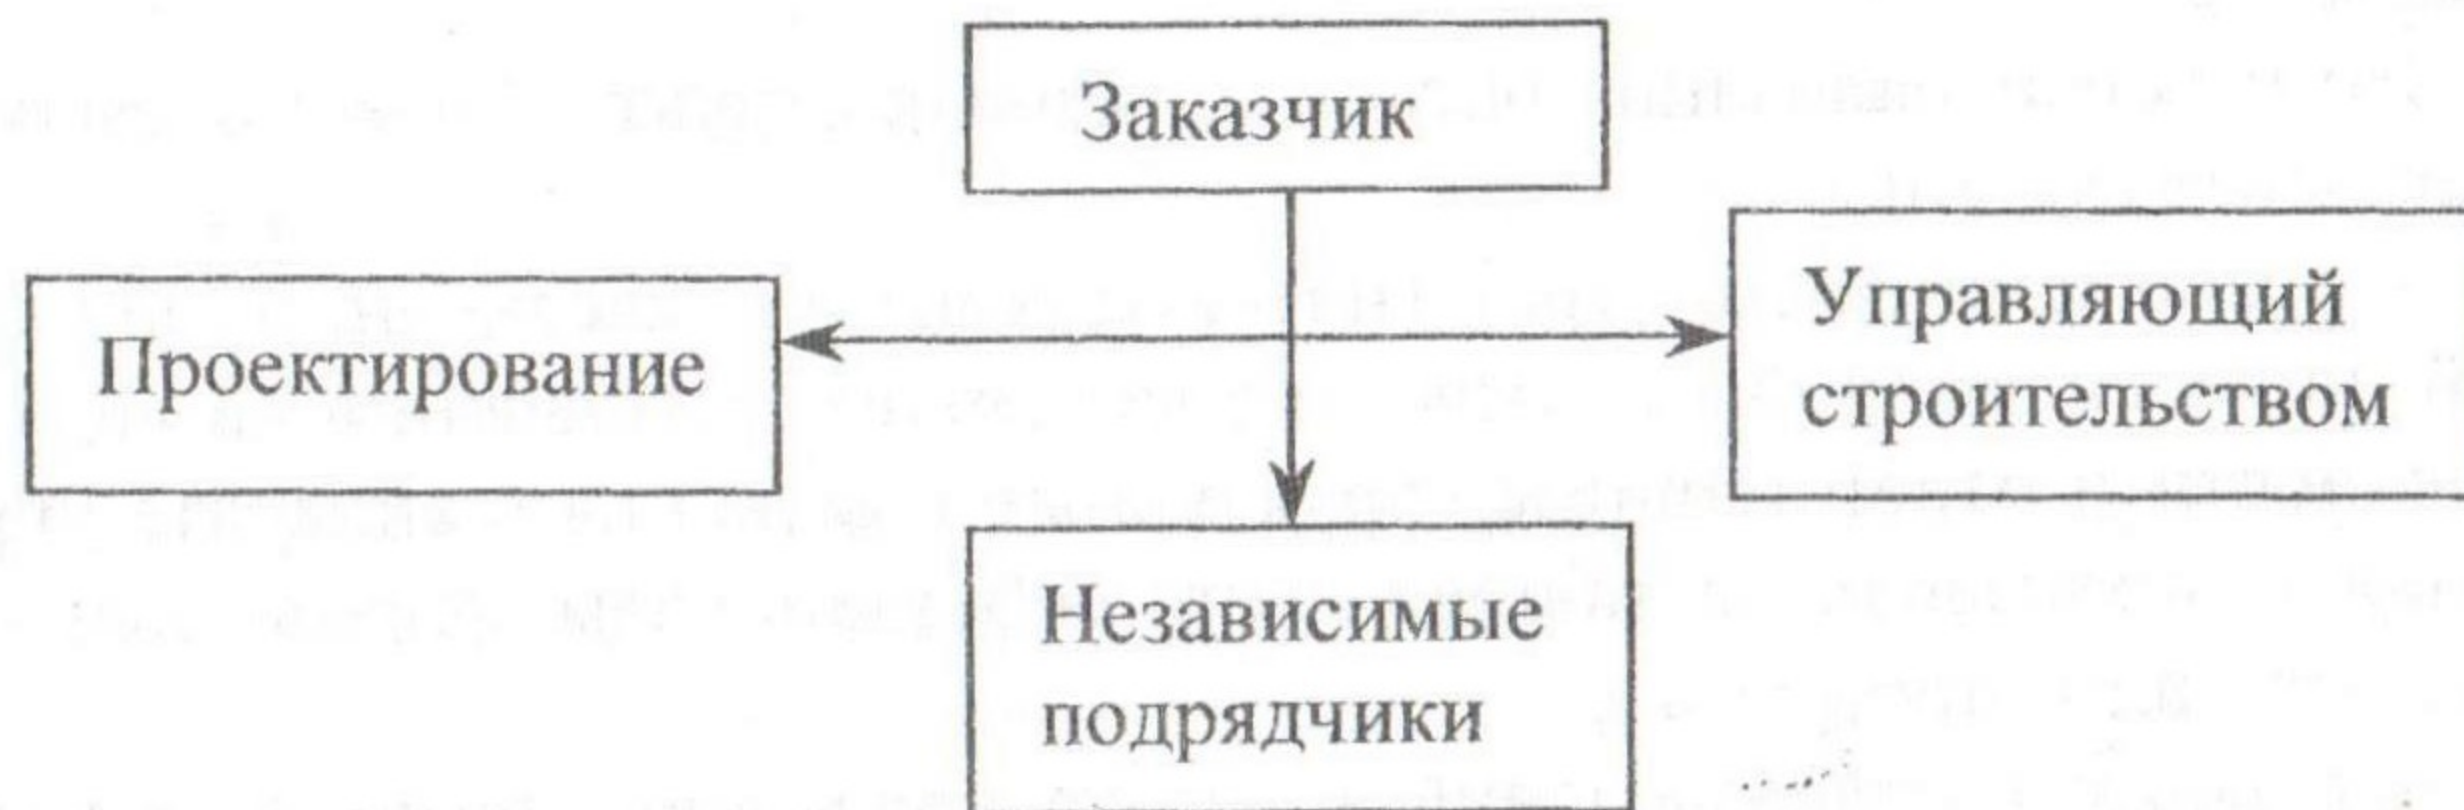 Заказчик
Проектирование
Управляющий
строительством
Независимые
подрядчики